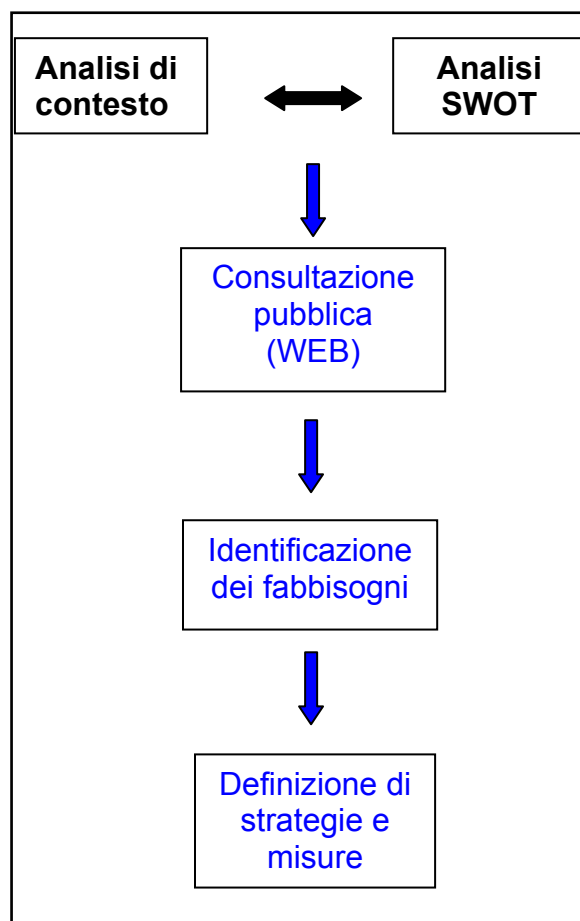 Analisi di
contesto
Analisi
SWOT
Consultazione
pubblica
(WEB)
Identificazione
dei fabbisogni
Definizione di
strategie e
misure